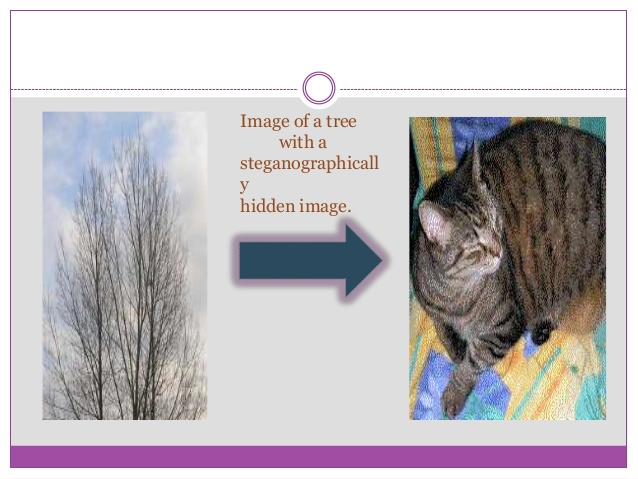 Image of a tree
with a
steganographicall
y
hidden image.